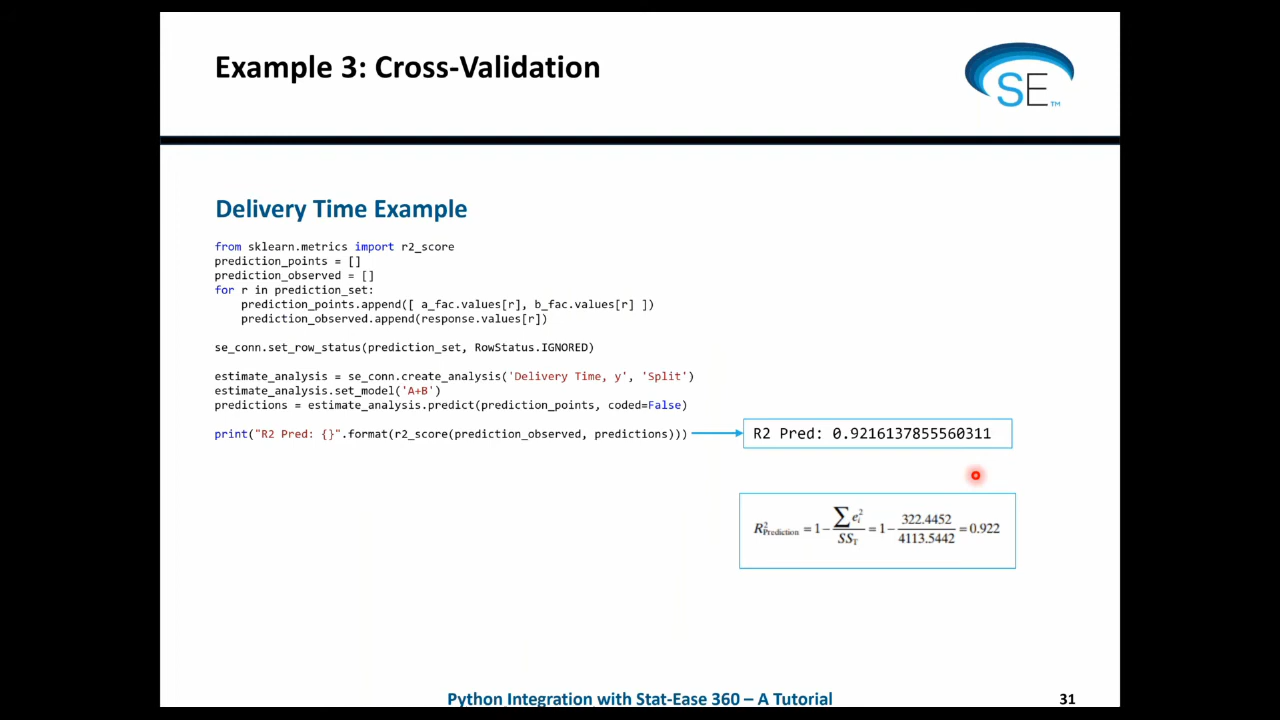 Example 3: Cross-Validation
SE™
Delivery Time Example
from sklearn.metrics import r2_score
prediction_points = []
prediction_observed = []
for r in prediction_set:
    prediction_points.append([ a_fac.values[r], b_fac.values[r] ])
    prediction_observed.append(response.values[r])
se_conn.set_row_status(prediction_set, RowStatus.IGNORED)
estimate_analysis = se_conn.create_analysis('Delivery Time, y', 'Split')
estimate_analysis.set_model('A+B')
predictions = estimate_analysis.predict(prediction_points, coded=False)
print("R2 Pred: {}".format(r2_score(prediction_observed, predictions)))
R2 Pred: 0.9216137855560311
R²Prediction = 1 − ∑ eᵢ² / SS_T = 1 − 322.4452 / 4113.5442 = 0.922
Python Integration with Stat-Ease 360 – A Tutorial
31